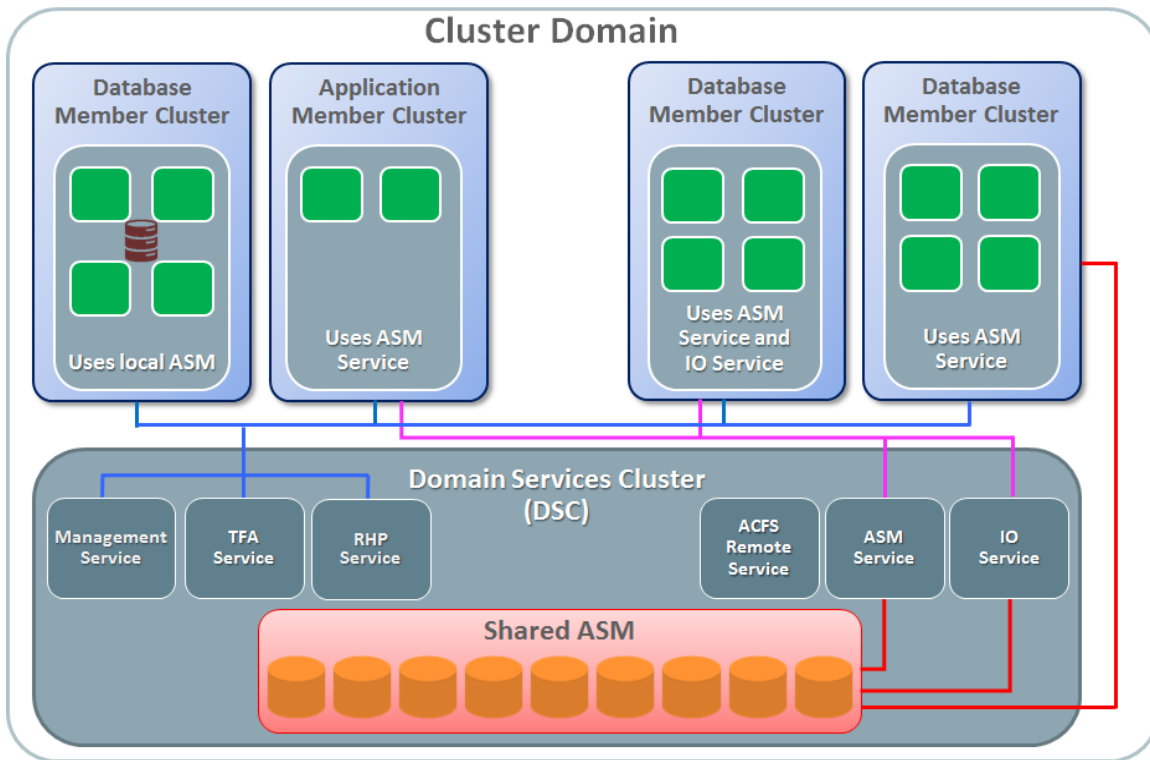 Cluster Domain
Database
Member Cluster
Uses local ASM
Application
Member Cluster
Uses ASM
Service
Database
Member Cluster
Uses ASM
Service and
IO Service
Database
Member Cluster
Uses ASM
Service
Domain Services Cluster
(DSC)
Management
Service
TFA
Service
RHP
Service
ACFS
Remote
Service
ASM
Service
IO
Service
Shared ASM